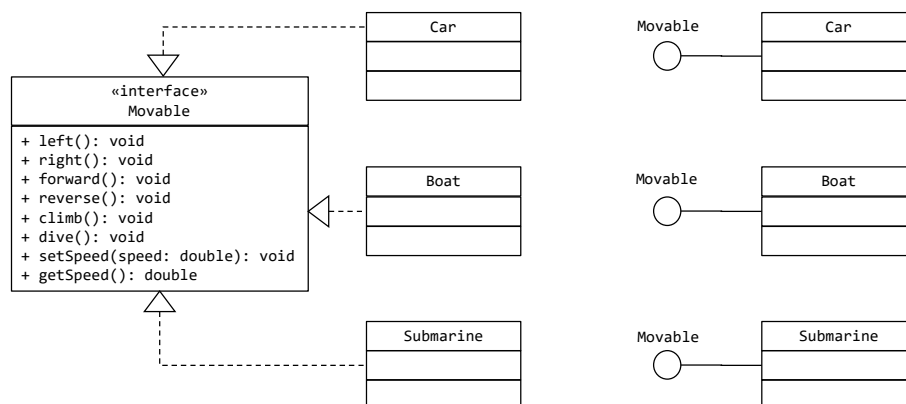 «interface»
Movable
+ left(): void
+ right(): void
+ forward(): void
+ reverse(): void
+ climb(): void
+ dive(): void
+ setSpeed(speed: double): void
+ getSpeed(): double
Car
Boat
Submarine
Movable
Car
Movable
Boat
Movable
Submarine